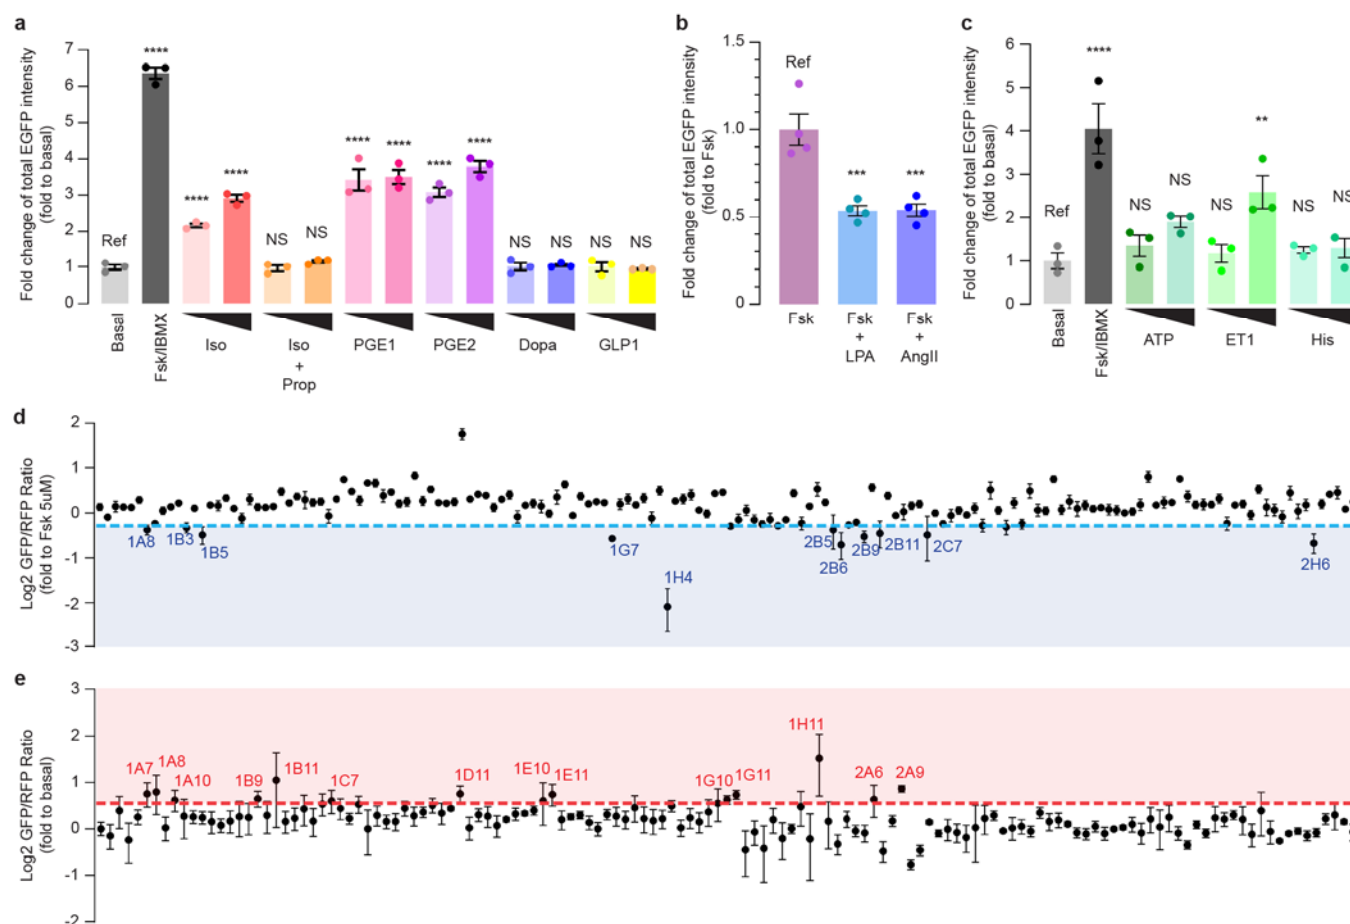 a
Fold change of total EGFP intensity
(fold to basal)
7
6
5
4
3
2
1
0
Ref
****
****
****
NS
NS
****
****
****
****
NS
NS
NS
NS
Basal
Fsk/IBMX
Iso
Iso
+
Prop
PGE1
PGE2
Dopa
GLP1
b
Fold change of total EGFP intensity
(fold to Fsk)
1.5
1.0
0.5
0
Ref
***
***
Fsk
Fsk
+
LPA
Fsk
+
AngII
c
Fold change of total EGFP intensity
(fold to basal)
6
5
4
3
2
1
0
Ref
****
NS
NS
NS
**
NS
NS
Basal
Fsk/IBMX
ATP
ET1
His
d
Log2 GFP/RFP Ratio
(fold to Fsk 5uM)
2
1
0
-1
-2
-3
1A8
1B3
1B5
1G7
1H4
2B5
2B6
2B9
2B11
2C7
2H6
e
Log2 GFP/RFP Ratio
(fold to basal)
3
2
1
0
-1
-2
1A7
1A8
1A10
1B9
1B11
1C7
1D11
1E10
1E11
1G10
1G11
1H11
2A6
2A9